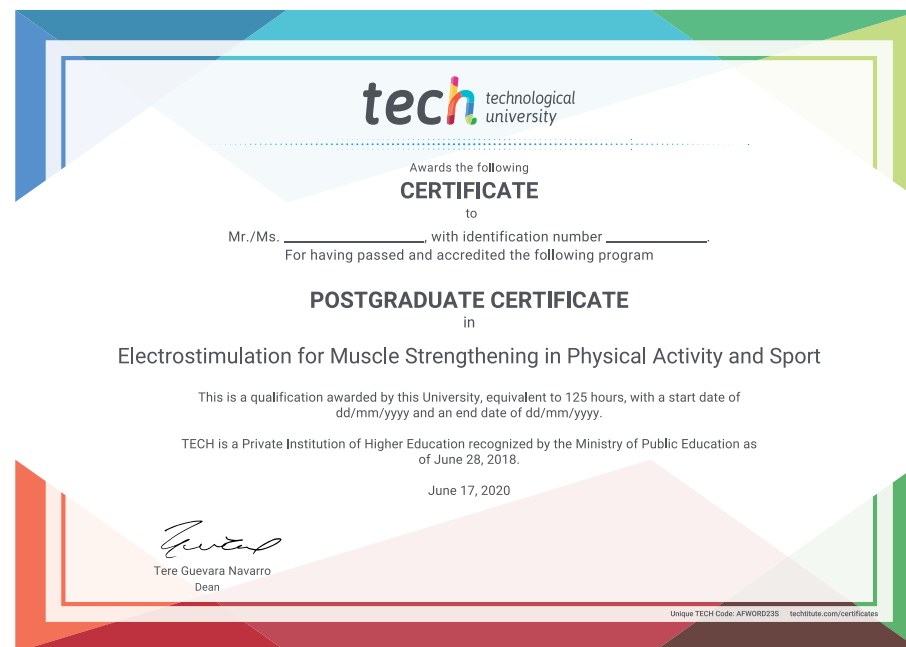 tech technological
university
Awards the following
CERTIFICATE
to
Mr./Ms. ____________________, with identification number ______________.
For having passed and accredited the following program
POSTGRADUATE CERTIFICATE
in
Electrostimulation for Muscle Strengthening in Physical Activity and Sport
This is a qualification awarded by this University, equivalent to 125 hours, with a start date of
dd/mm/yyyy and an end date of dd/mm/yyyy.
TECH is a Private Institution of Higher Education recognized by the Ministry of Public Education as
of June 28, 2018.
June 17, 2020
Tere Guevara Navarro
Dean
Unique TECH Code: AFWORD23S techtitute.com/certificates